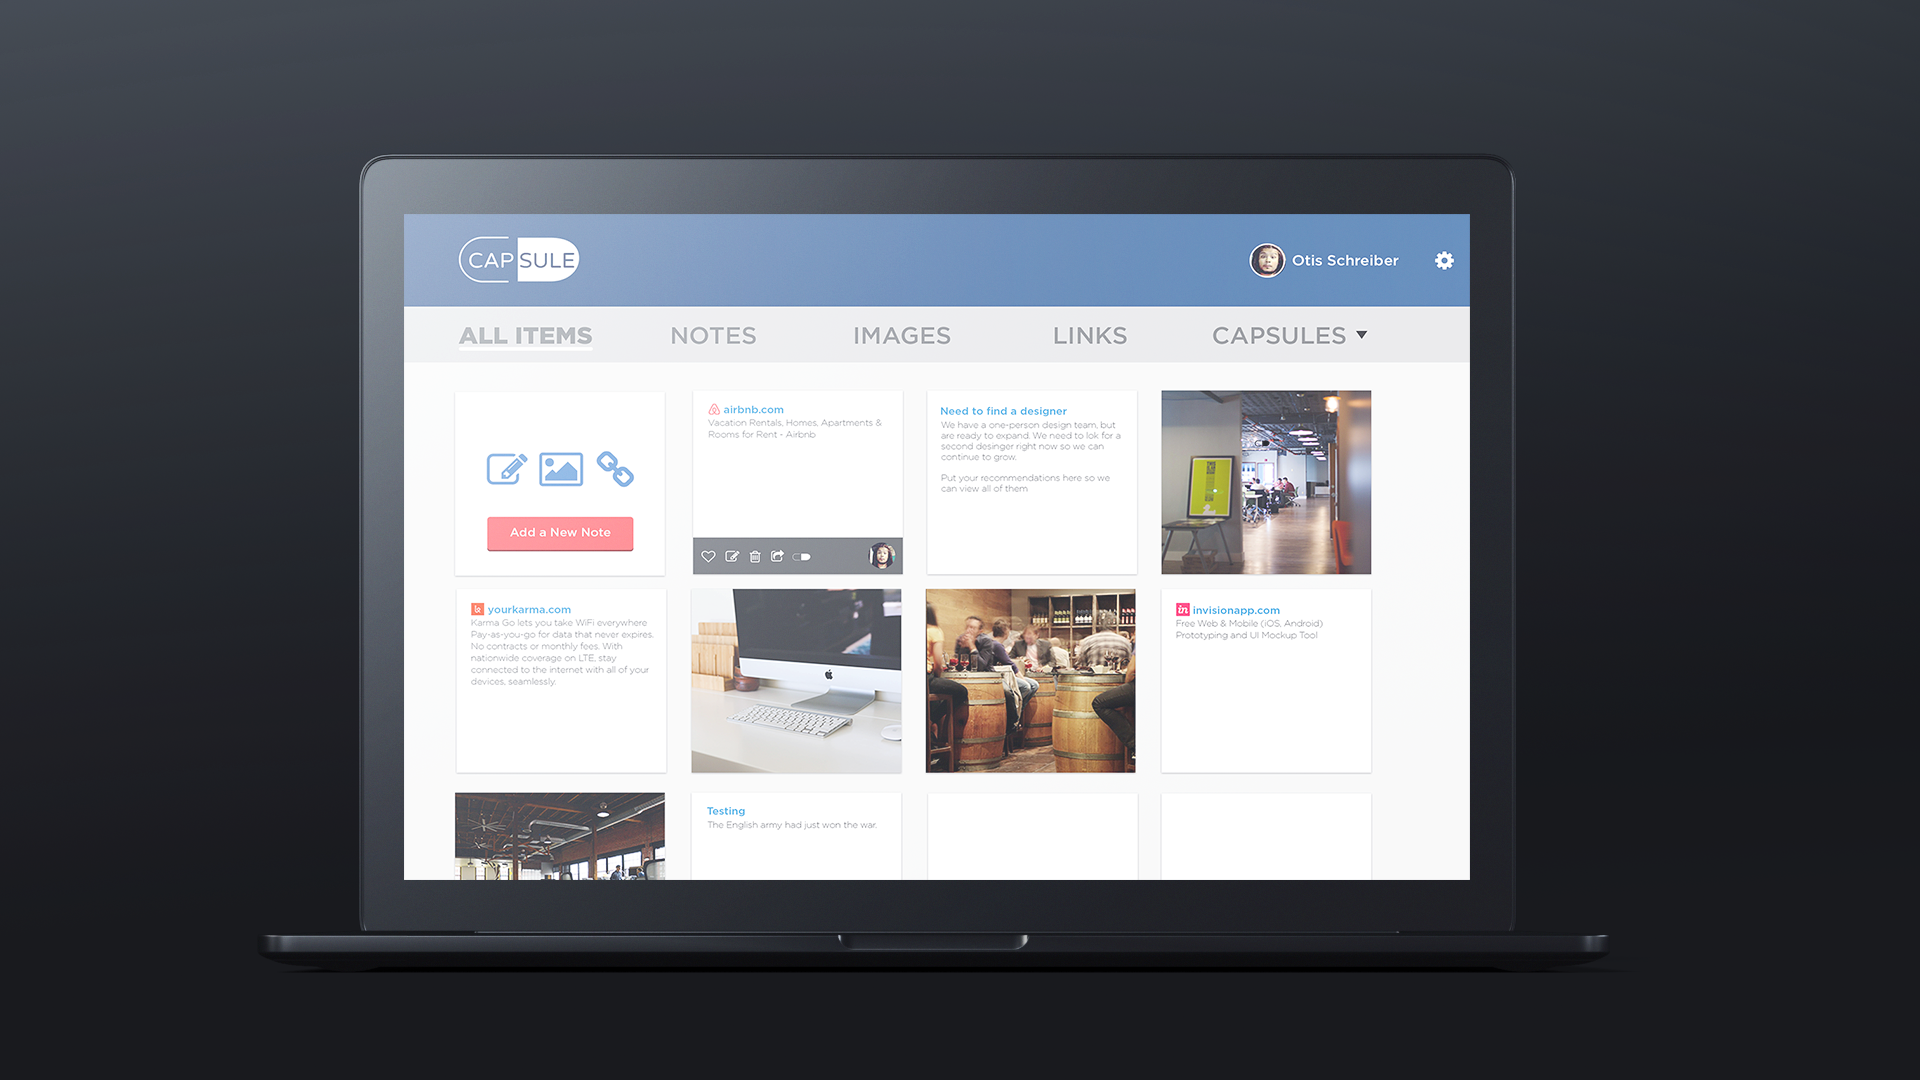 CAPSULE
Otis Schreiber
ALL ITEMS
NOTES
IMAGES
LINKS
CAPSULES
Add a New Note
airbnb.com
Vacation Rentals, Homes, Apartments &
Rooms for Rent - Airbnb
Need to find a designer
We have a one-person design team, but
are ready to expand. We need to lok for a
second desinger right now so we can
continue to grow.
Put your recommendations here so we
can view all of them
yourkarma.com
Karma Go lets you take WiFi everywhere
Pay-as-you-go for data that never expires.
No contracts or monthly fees. With
nationwide coverage on LTE, stay
connected to the internet with all of your
devices, seamlessly.
in invisionapp.com
Free Web & Mobile (iOS, Android)
Prototyping and UI Mockup Tool
Testing
The English army had just won the war.